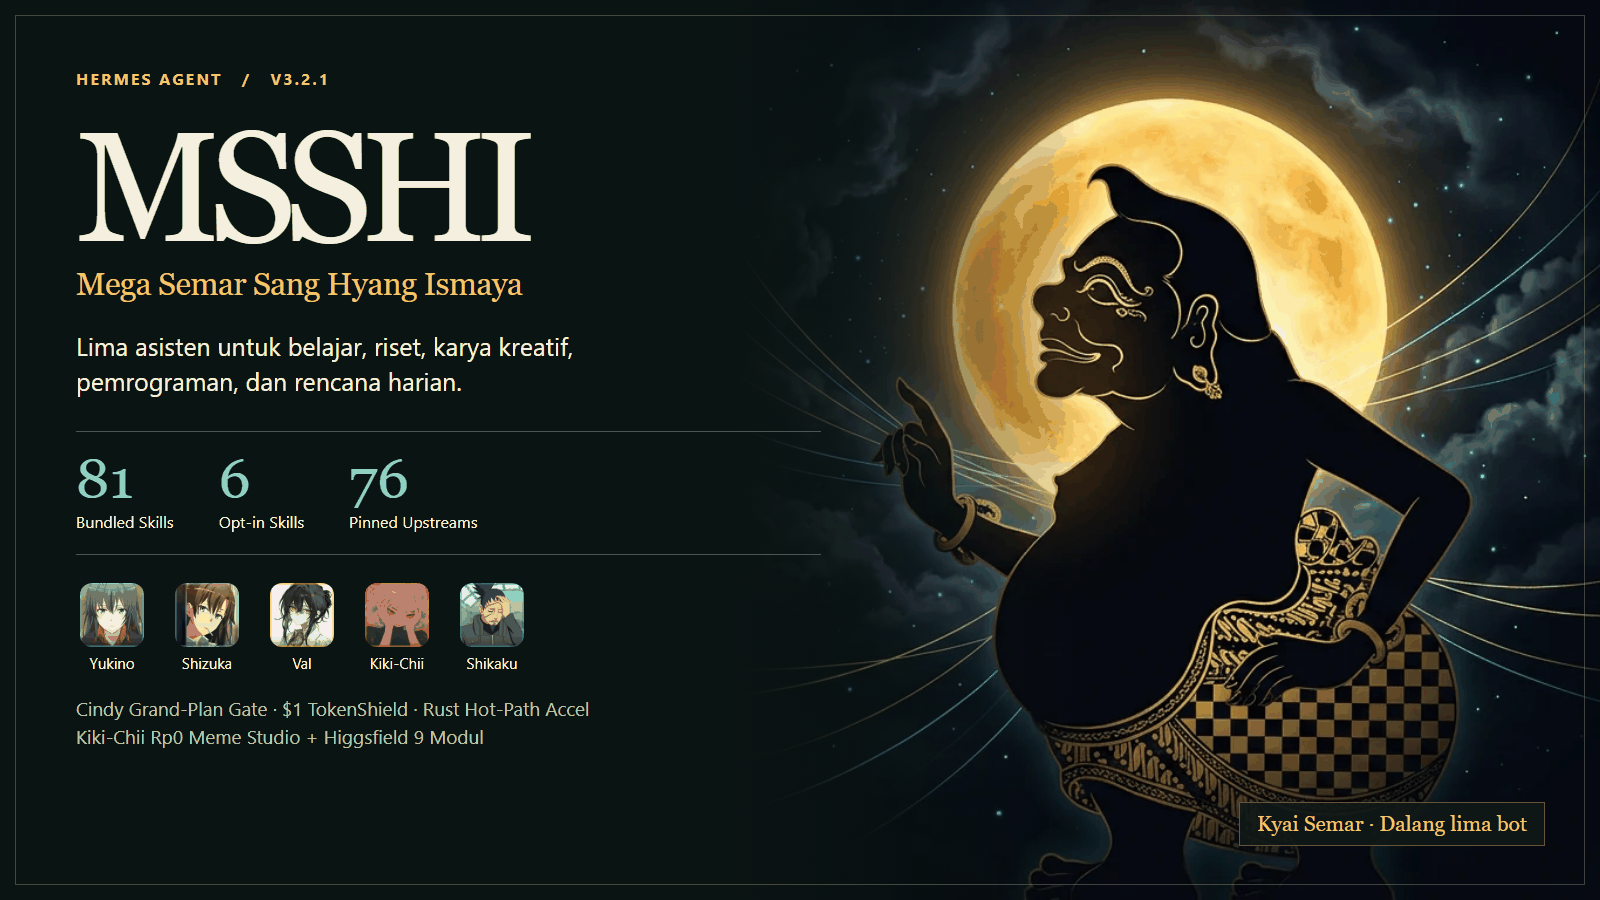 HERMES AGENT / V3.2.1
MSSHI
Mega Semar Sang Hyang Ismaya
Lima asisten untuk belajar, riset, karya kreatif,
pemrograman, dan rencana harian.
81 6 76
Bundled Skills Opt-in Skills Pinned Upstreams
Yukino Shizuka Val Kiki-Chii Shikaku
Cindy Grand-Plan Gate · $1 TokenShield · Rust Hot-Path Accel
Kiki-Chii Rp0 Meme Studio + Higgsfield 9 Modul
Kyai Semar · Dalang lima bot